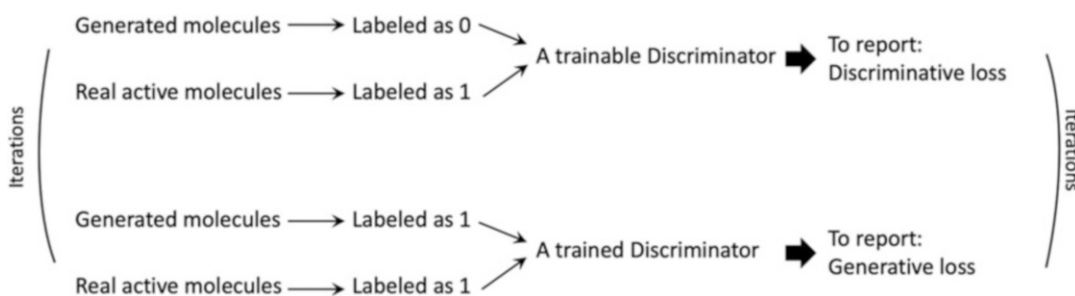 Generated molecules
Labeled as 0
Real active molecules
Labeled as 1
A trainable Discriminator
To report:
Discriminative loss
Iterations
Iterations
Generated molecules
Labeled as 1
Real active molecules
Labeled as 1
A trained Discriminator
To report:
Generative loss